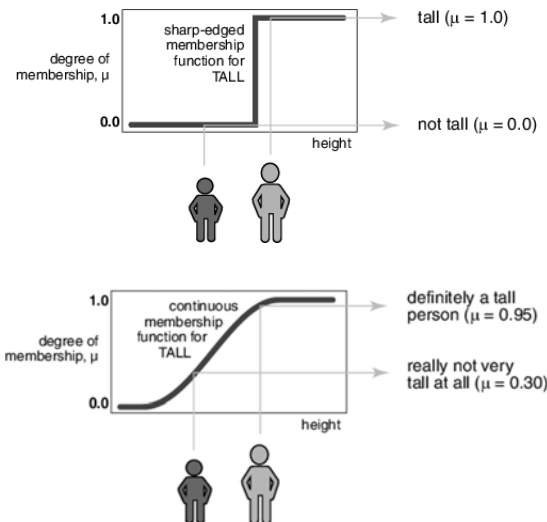 1.0
sharp-edged
membership
function for
TALL
degree of
membership, μ
0.0
height
tall (μ = 1.0)
not tall (μ = 0.0)
1.0
continuous
membership
function for
TALL
degree of
membership, μ
0.0
height
definitely a tall
person (μ = 0.95)
really not very
tall at all (μ = 0.30)